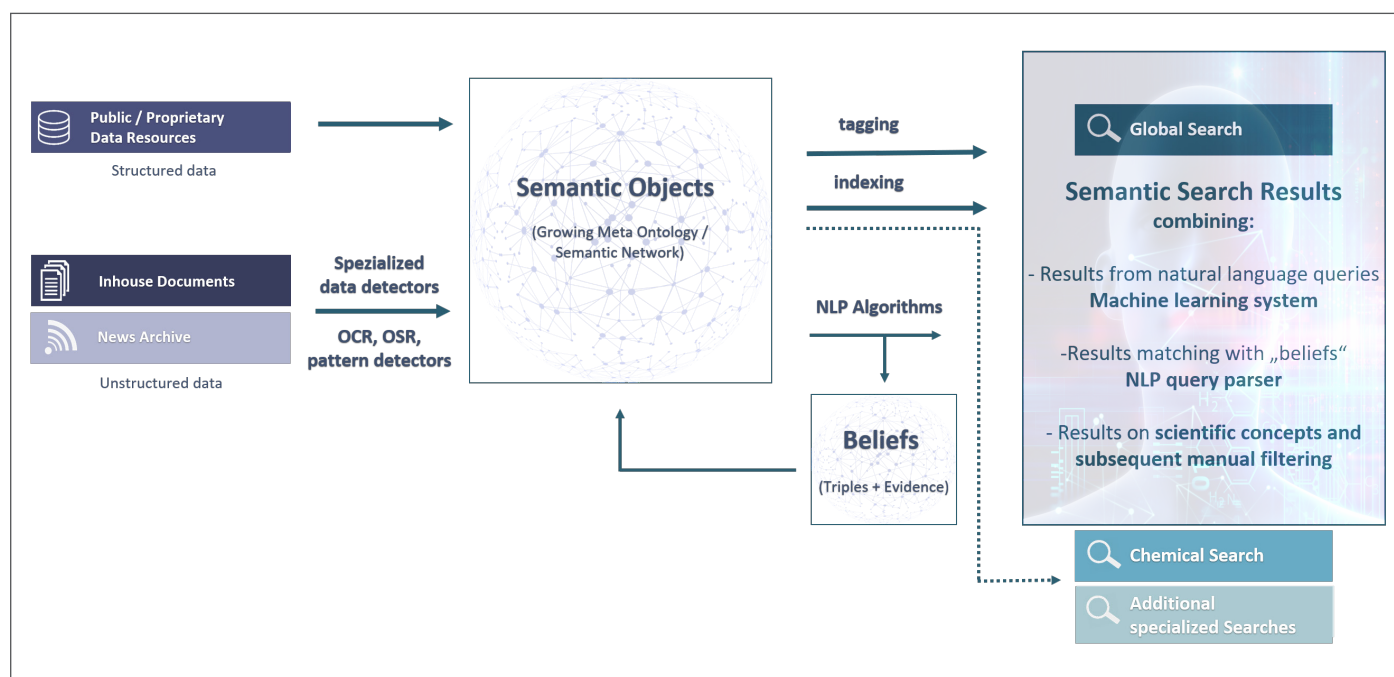 Public / Proprietary
Data Resources
Structured data
Inhouse Documents
News Archive
Unstructured data
Spezialized
data detectors
OCR, OSR,
pattern detectors
Semantic Objects
(Growing Meta Ontology /
Semantic Network)
tagging
indexing
NLP Algorithms
Beliefs
(Triples + Evidence)
Global Search
Semantic Search Results
combining:
- Results from natural language queries
Machine learning system
-Results matching with „beliefs“
NLP query parser
- Results on scientific concepts and
subsequent manual filtering
Chemical Search
Additional
specialized Searches